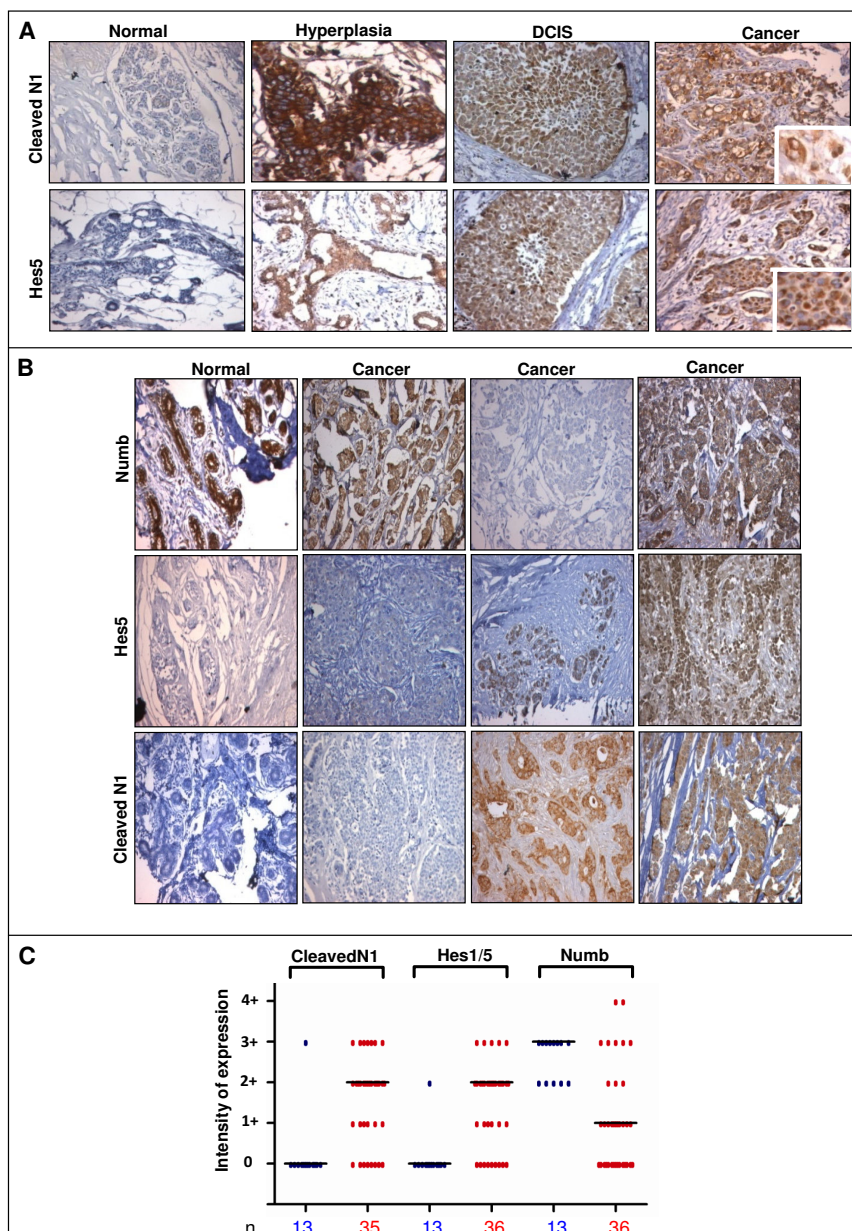 A
Normal Hyperplasia DCIS Cancer
Cleaved N1
Hes5
B
Normal Cancer Cancer Cancer
Numb
Hes5
Cleaved N1
C
CleavedN1 Hes1/5 Numb
Intensity of expression
4+
3+
2+
1+
0
n 13 35 13 36 13 36